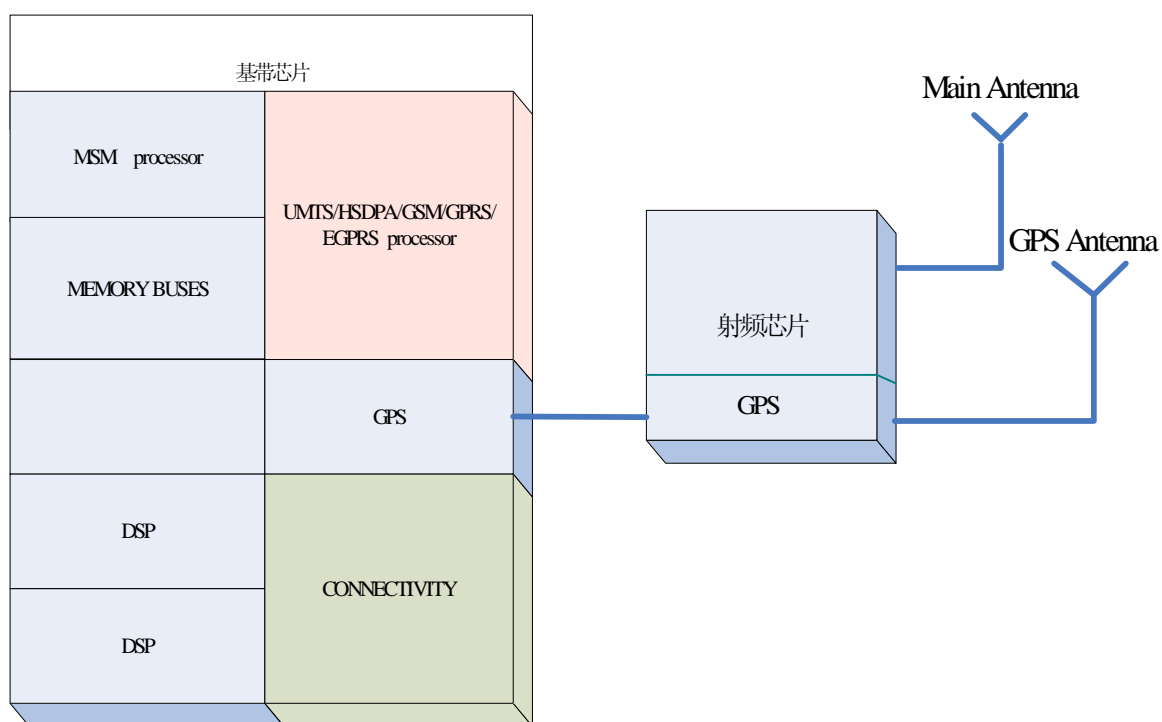 基带芯片
MSM processor
UMTS/HSDPA/GSM/GPRS/
EGPRS processor
MEMORY BUSES
GPS
DSP
CONNECTIVITY
DSP
射频芯片
GPS
Main Antenna
GPS Antenna